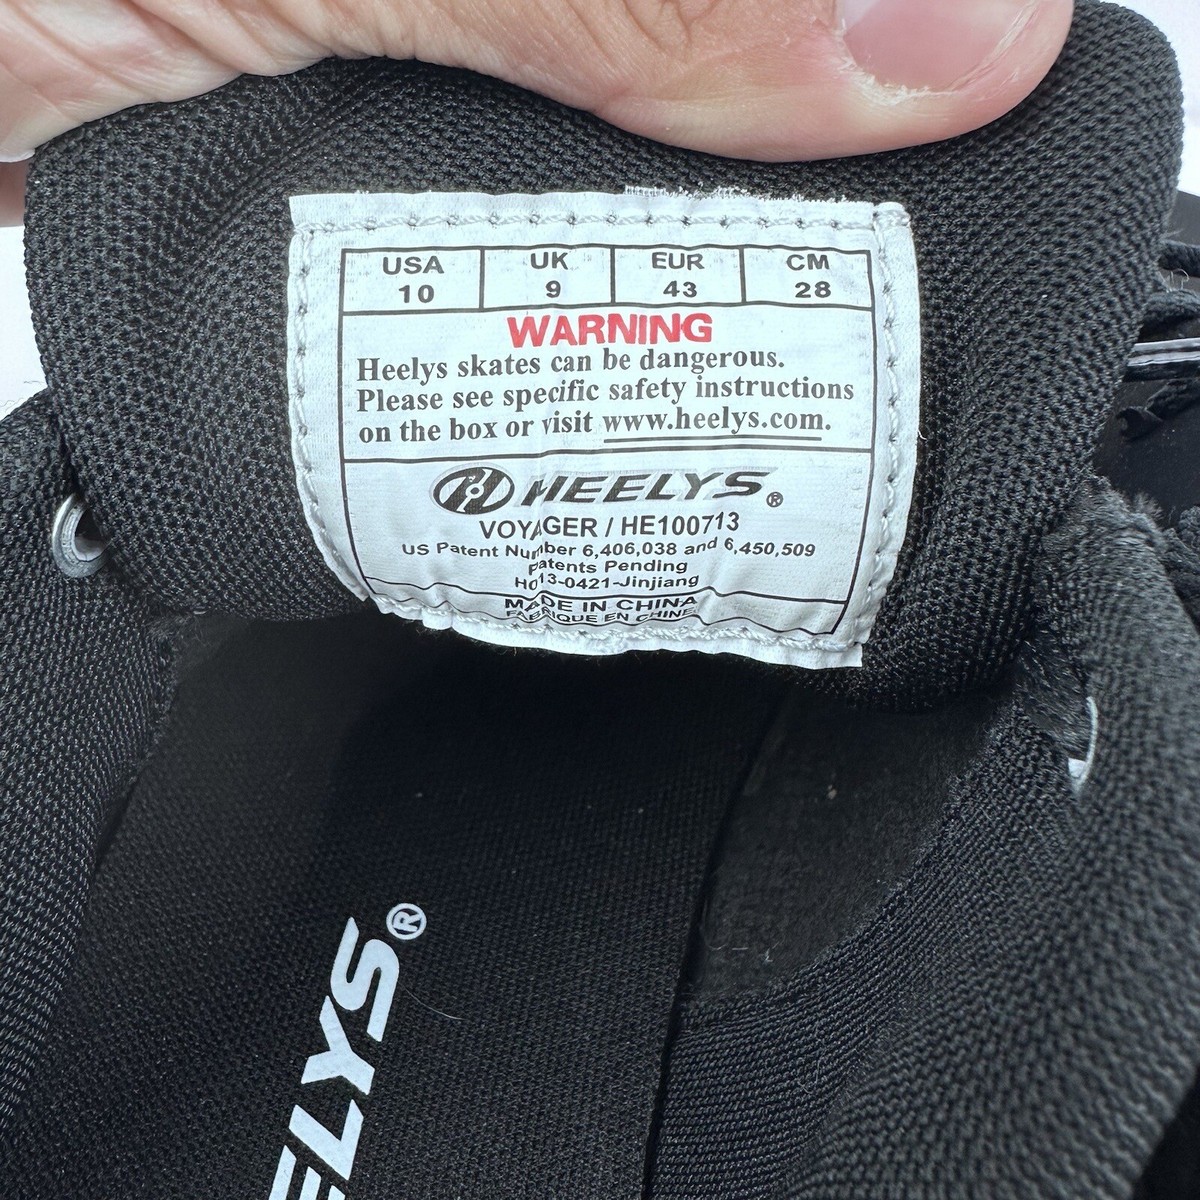 USA UK EUR CM
10 9 43 28
WARNING
Heelys skates can be dangerous.
Please see specific safety instructions
on the box or visit www.heelys.com.
HEELYS®
VOYAGER / HE100713
US Patent Number 6,406,038 and 6,450,509
Patents Pending
H013-0421-Jinjiang
MADE IN CHINA
FABRIQUE EN CHINE
ELYS®